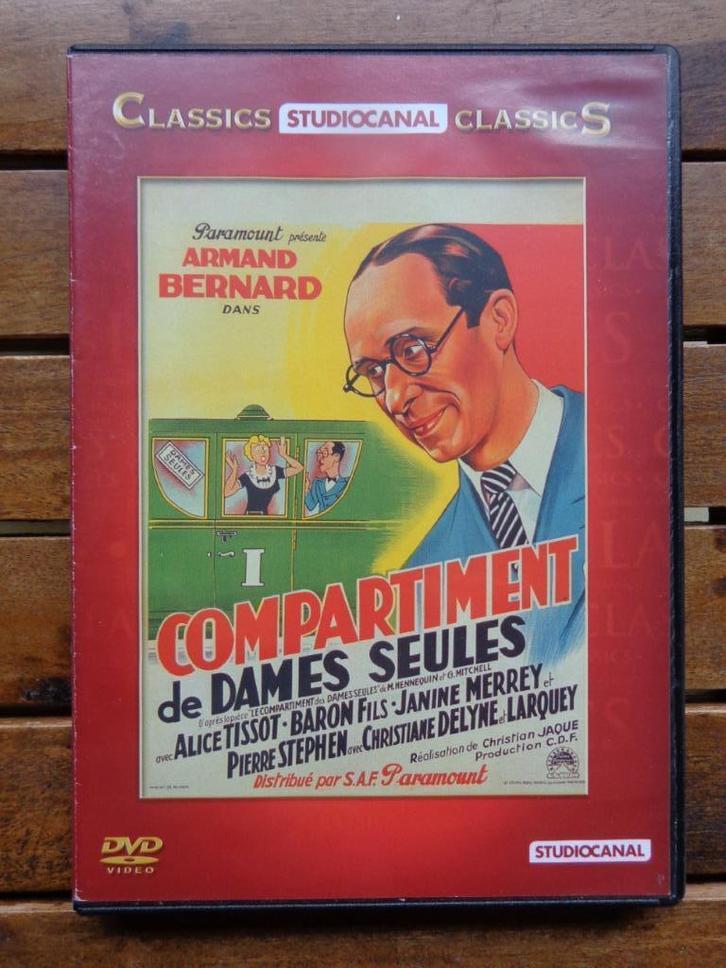 CLASSICS STUDIOCANAL CLASSICS
Paramount présente
ARMAND
BERNARD
DANS
DAMES
SEULES
I
COMPARTIMENT
de DAMES SEULES
D'après la pièce "LE COMPARTIMENT des DAMES SEULES" de M. HENNEQUIN et G. MITCHELL
avec ALICE TISSOT · BARON FILS · JANINE MERREY et
PIERRE STEPHEN avec CHRISTIANE DELYNE et LARQUEY
Réalisation de Christian JAQUE
Production C.D.F.
Distribué par S.A.F. Paramount
DVD
VIDEO
STUDIOCANAL